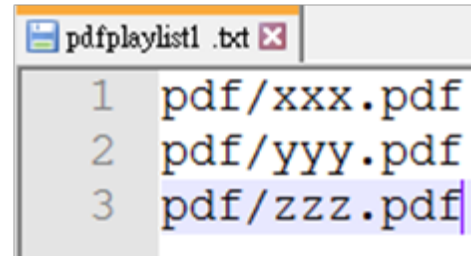 pdfplaylist1 .txt
1 pdf/xxx.pdf
2 pdf/yyy.pdf
3 pdf/zzz.pdf